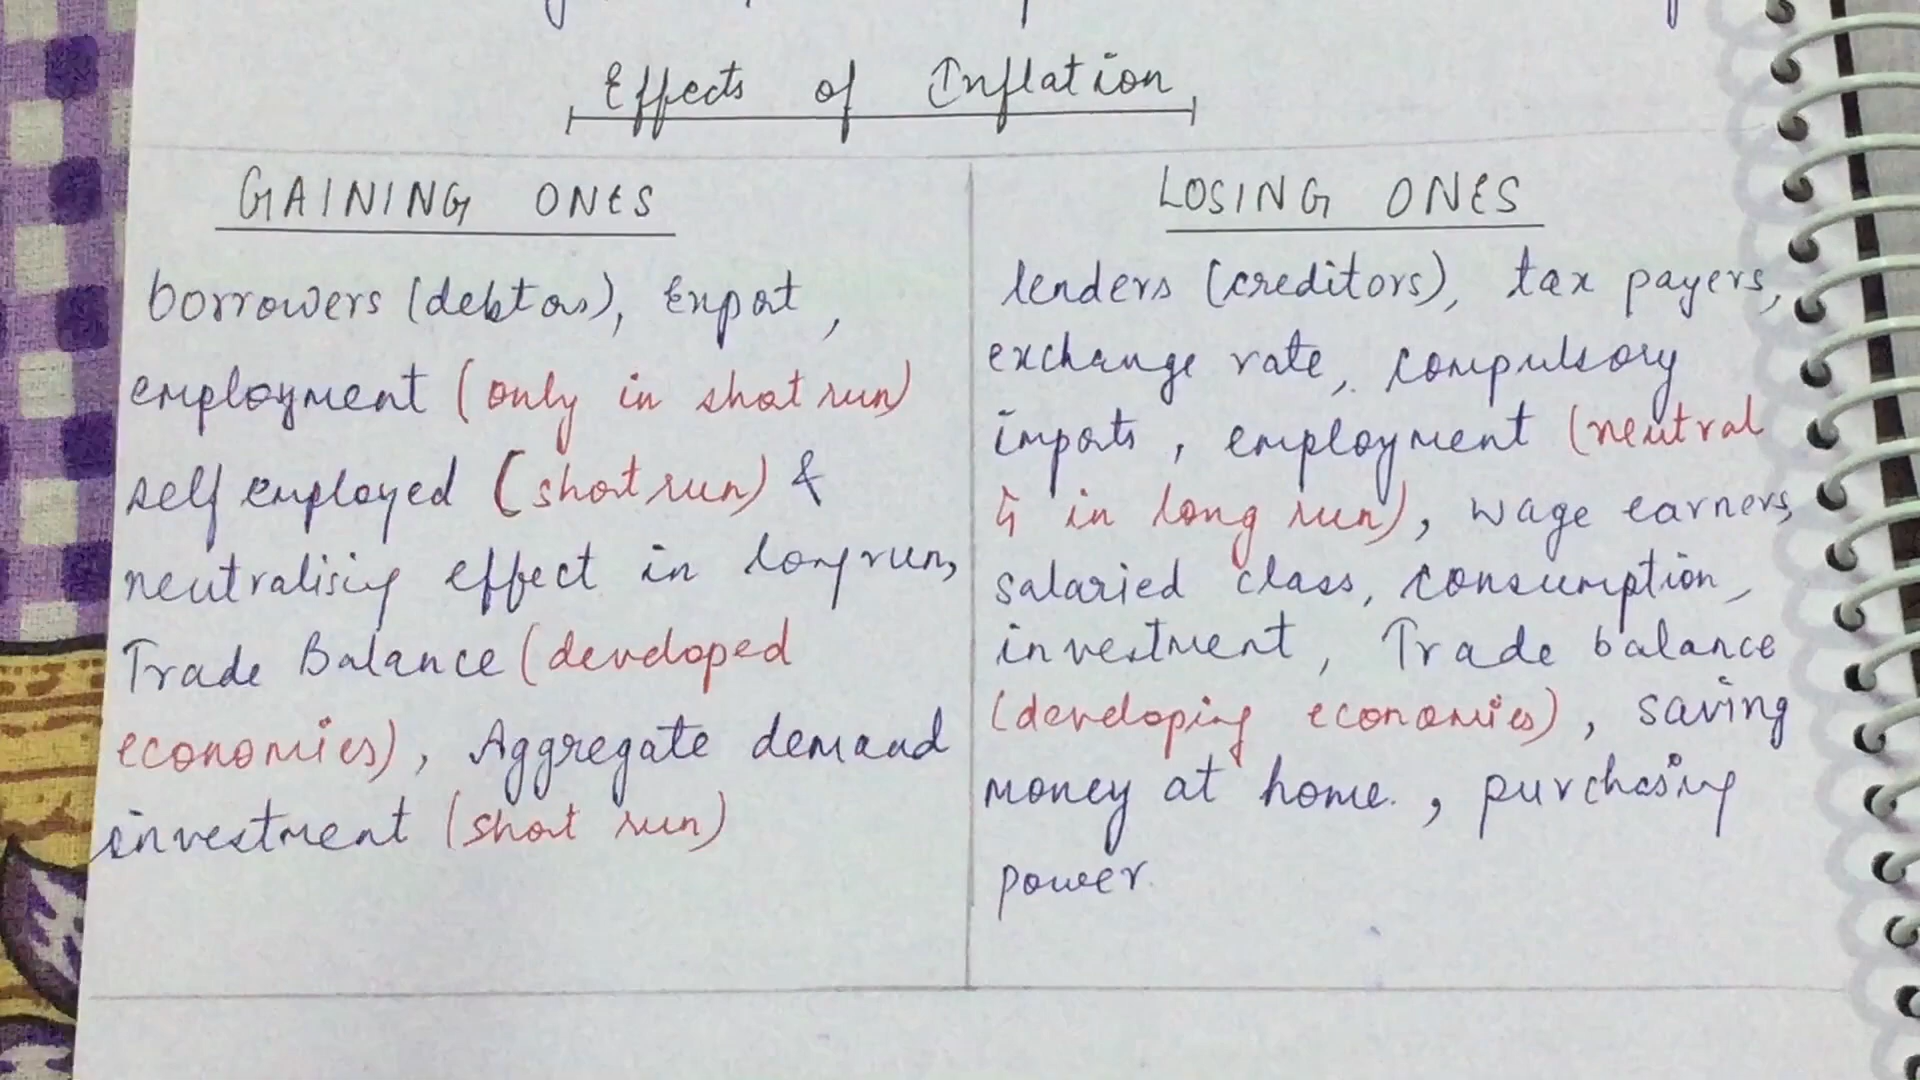 Effects of Inflation
GAINING ONES
borrowers (debtors), Export,
employment (only in short run)
self employed (short run) &
neutralising effect in long run,
Trade Balance (developed
economies), Aggregate demand
investment (short run)
LOSING ONES
lenders (creditors), tax payers,
exchange rate, compulsory
imports, employment (neutral
↳ in long run), wage earners,
salaried class, consumption,
investment, Trade balance
(developing economies), saving
money at home, purchasing
power.